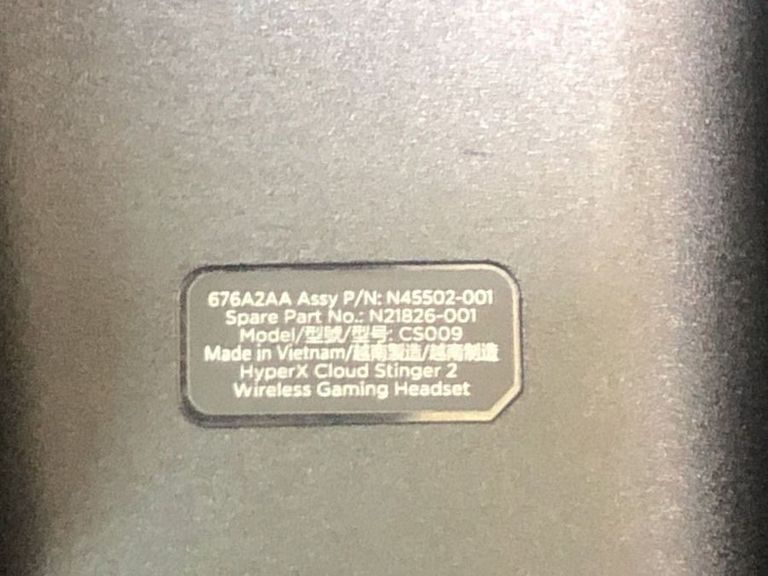 676A2AA Assy P/N: N45502-001
Spare Part No.: N21826-001
Model/型號/型号: CS009
Made in Vietnam/越南製造/越南制造
HyperX Cloud Stinger 2
Wireless Gaming Headset